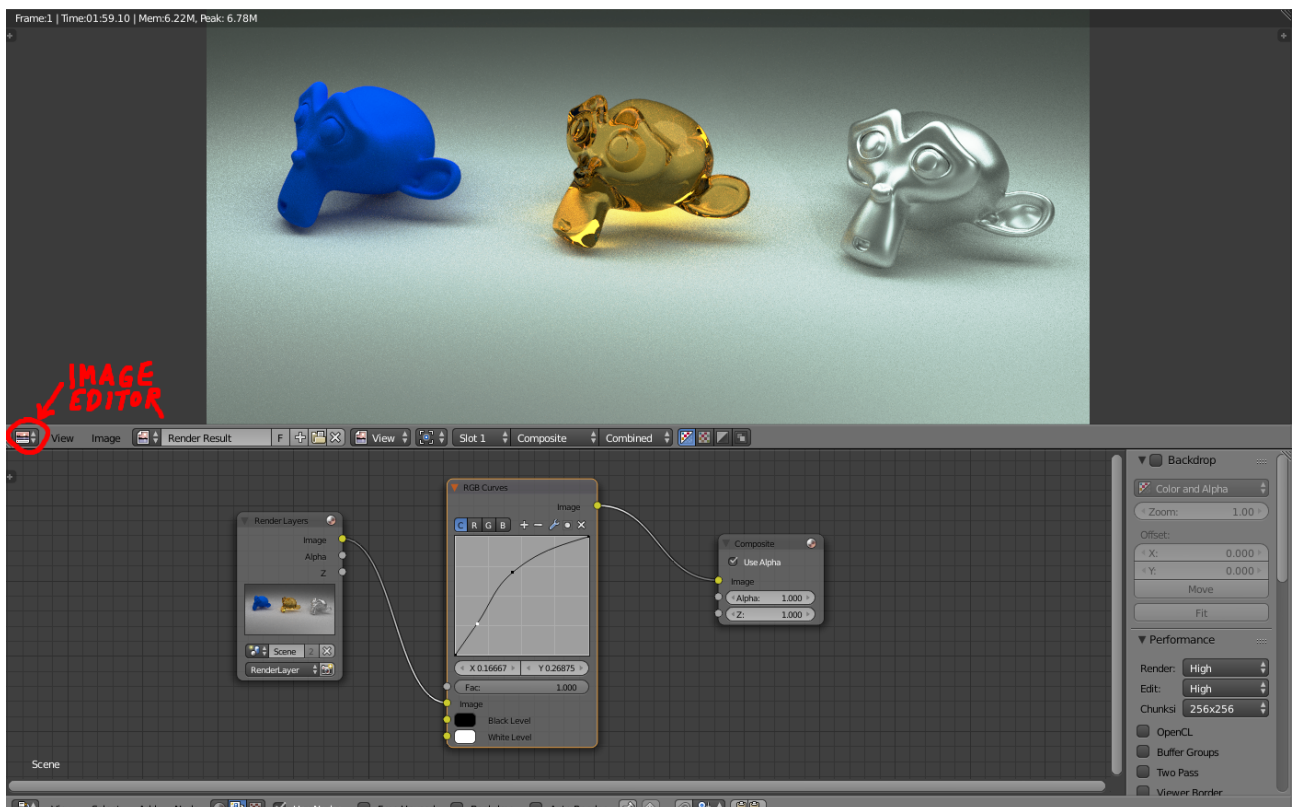 Frame:1 | Time:01:59.10 | Mem:6.22M, Peak: 6.78M
IMAGE
EDITOR
View Image Render Result F View Slot 1 Composite Combined
Backdrop
Color and Alpha
Zoom: 1.00
Offset:
X: 0.000
Y: 0.000
Move
Fit
Performance
Render: High
Edit: High
Chunksi 256x256
OpenCL
Buffer Groups
Two Pass
Viewer Border
Render Layers
Image
Alpha
Z
Scene 2
RenderLayer
RGB Curves
Image
C R G B
X 0.16667 Y 0.26875
Fac: 1.000
Image
Black Level
White Level
Composite
Use Alpha
Image
Alpha: 1.000
Z: 1.000
Scene